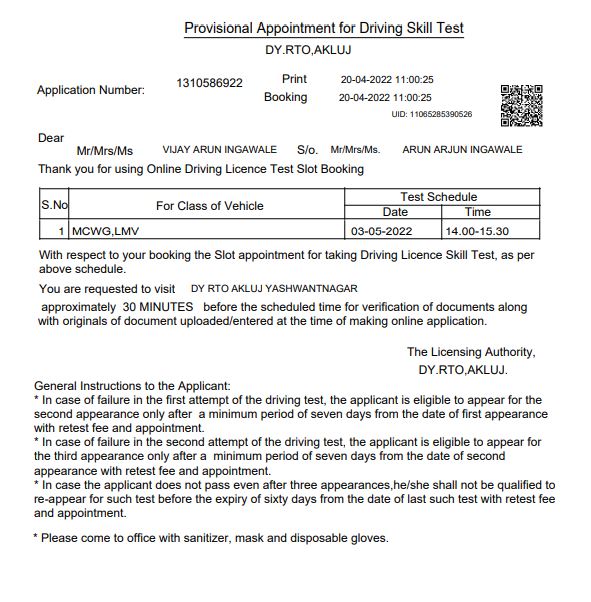 Provisional Appointment for Driving Skill Test
DY.RTO,AKLUJ
Application Number: 1310586922 Print 20-04-2022 11:00:25
Booking 20-04-2022 11:00:25
UID: 11065285390526
Dear
Mr/Mrs/Ms VIJAY ARUN INGAWALE S/o. Mr/Mrs/Ms. ARUN ARJUN INGAWALE
Thank you for using Online Driving Licence Test Slot Booking
S.No For Class of Vehicle Test Schedule
Date Time
1 MCWG,LMV 03-05-2022 14.00-15.30
With respect to your booking the Slot appointment for taking Driving Licence Skill Test, as per
above schedule.
You are requested to visit DY RTO AKLUJ YASHWANTNAGAR
approximately 30 MINUTES before the scheduled time for verification of documents along
with originals of document uploaded/entered at the time of making online application.
The Licensing Authority,
DY.RTO,AKLUJ.
General Instructions to the Applicant:
* In case of failure in the first attempt of the driving test, the applicant is eligible to appear for the
second appearance only after a minimum period of seven days from the date of first appearance
with retest fee and appointment.
* In case of failure in the second attempt of the driving test, the applicant is eligible to appear for
the third appearance only after a minimum period of seven days from the date of second
appearance with retest fee and appointment.
* In case the applicant does not pass even after three appearances,he/she shall not be qualified to
re-appear for such test before the expiry of sixty days from the date of last such test with retest fee
and appointment.
* Please come to office with sanitizer, mask and disposable gloves.